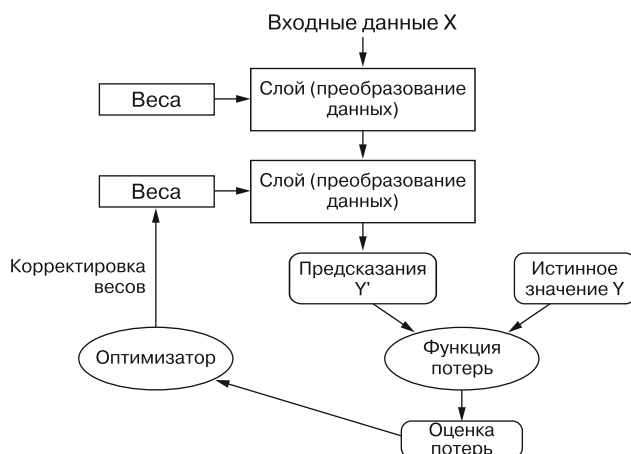 Входные данные X
Веса
Слой (преобразование
данных)
Веса
Слой (преобразование
данных)
Корректировка
весов
Предсказания
Y'
Истинное
значение Y
Оптимизатор
Функция
потерь
Оценка
потерь